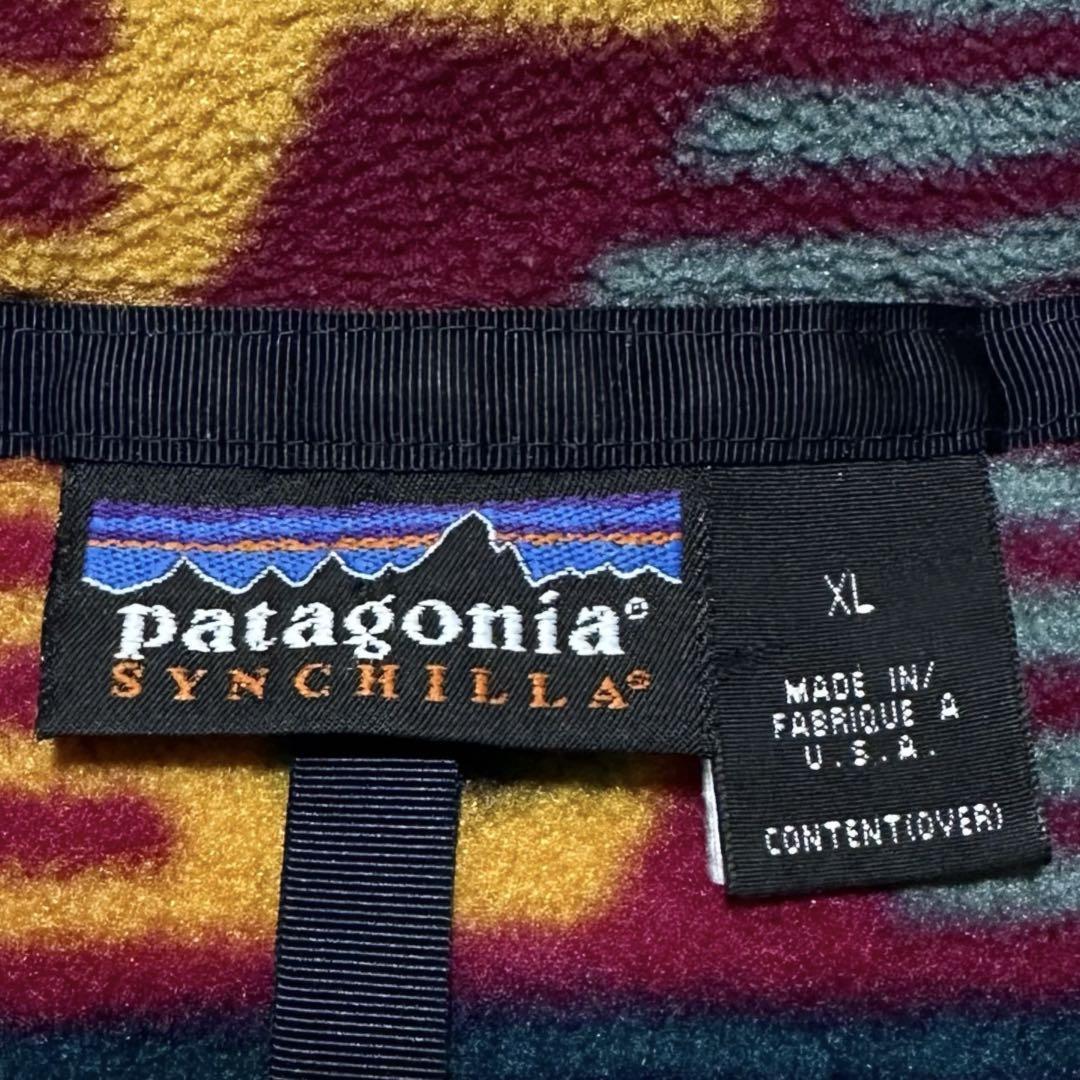 patagonia®
SYNCHILLA®
XL
MADE IN/
FABRIQUE A
U.S.A.
CONTENT(OVER)